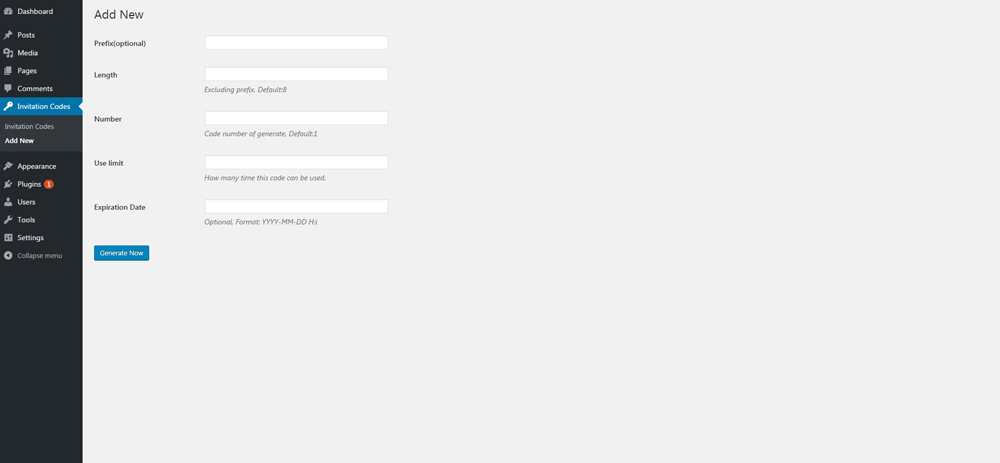 Dashboard
Posts
Media
Pages
Comments
Invitation Codes
Invitation Codes
Add New
Appearance
Plugins 1
Users
Tools
Settings
Collapse menu
Add New
Prefix(optional)
Length
Excluding prefix, Default:8
Number
Code number of generate, Default:1
Use limit
How many time this code can be used.
Expiration Date
Optional, Format: YYYY-MM-DD H:i
Generate Now